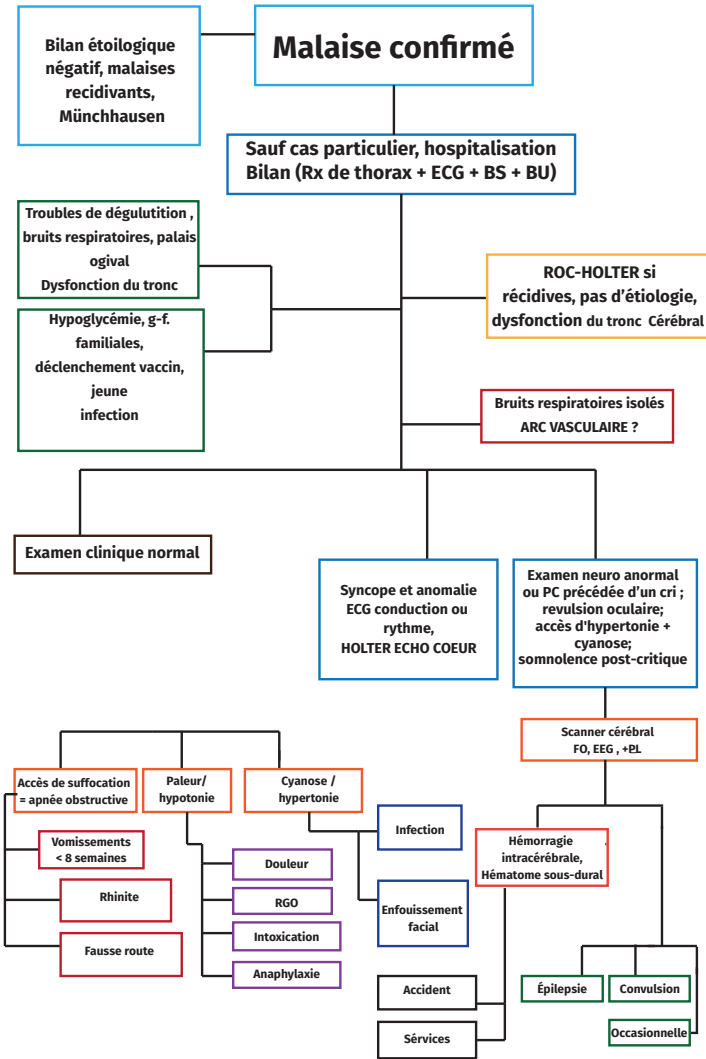 Bilan étoilogique
négatif, malaises
recidivants,
Münchhausen
Malaise confirmé
Sauf cas particulier, hospitalisation
Bilan (Rx de thorax + ECG + BS + BU)
Troubles de dégulutition ,
bruits respiratoires, palais
ogival
Dysfonction du tronc
Hypoglycémie, g-f.
familiales,
déclenchement vaccin,
jeune
infection
ROC-HOLTER si
récidives, pas d'étiologie,
dysfonction du tronc Cérébral
Bruits respiratoires isolés
ARC VASCULAIRE ?
Examen clinique normal
Syncope et anomalie
ECG conduction ou
rythme,
HOLTER ECHO COEUR
Examen neuro anormal
ou PC précédée d'un cri ;
revulsion oculaire;
accès d'hypertonie +
cyanose;
somnolence post-critique
Scanner cérébral
FO, EEG , +PL
Accès de suffocation
= apnée obstructive
Paleur/
hypotonie
Cyanose /
hypertonie
Vomissements
< 8 semaines
Rhinite
Fausse route
Douleur
RGO
Intoxication
Anaphylaxie
Infection
Enfouissement
facial
Hémorragie
intracérébrale,
Hématome sous-dural
Accident
Sérvices
Épilepsie
Convulsion
Occasionnelle